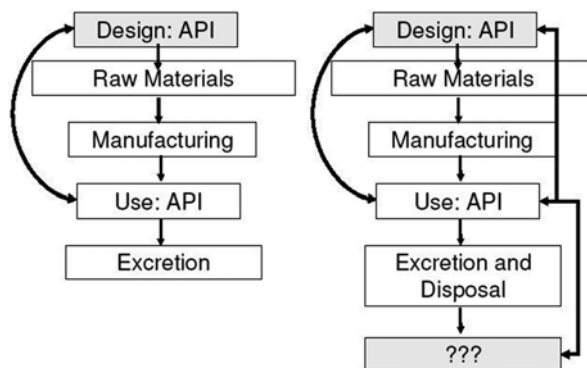 Design: API
Raw Materials
Manufacturing
Use: API
Excretion
Design: API
Raw Materials
Manufacturing
Use: API
Excretion and
Disposal
???